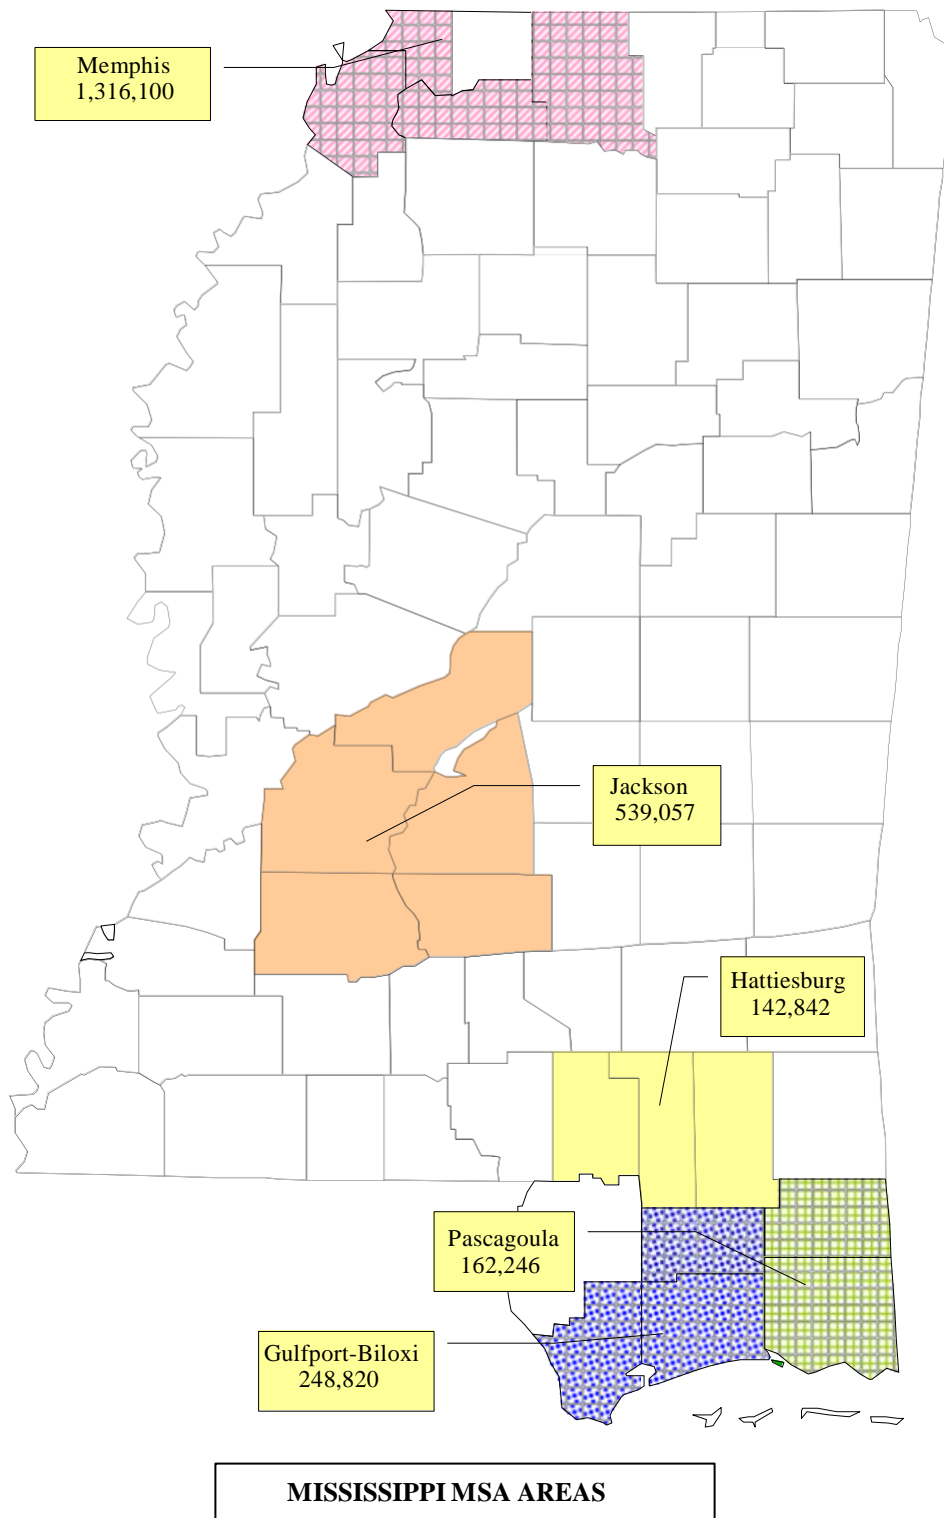 Memphis
1,316,100
Jackson
539,057
Hattiesburg
142,842
Pascagoula
162,246
Gulfport-Biloxi
248,820
MISSISSIPPI MSA AREAS